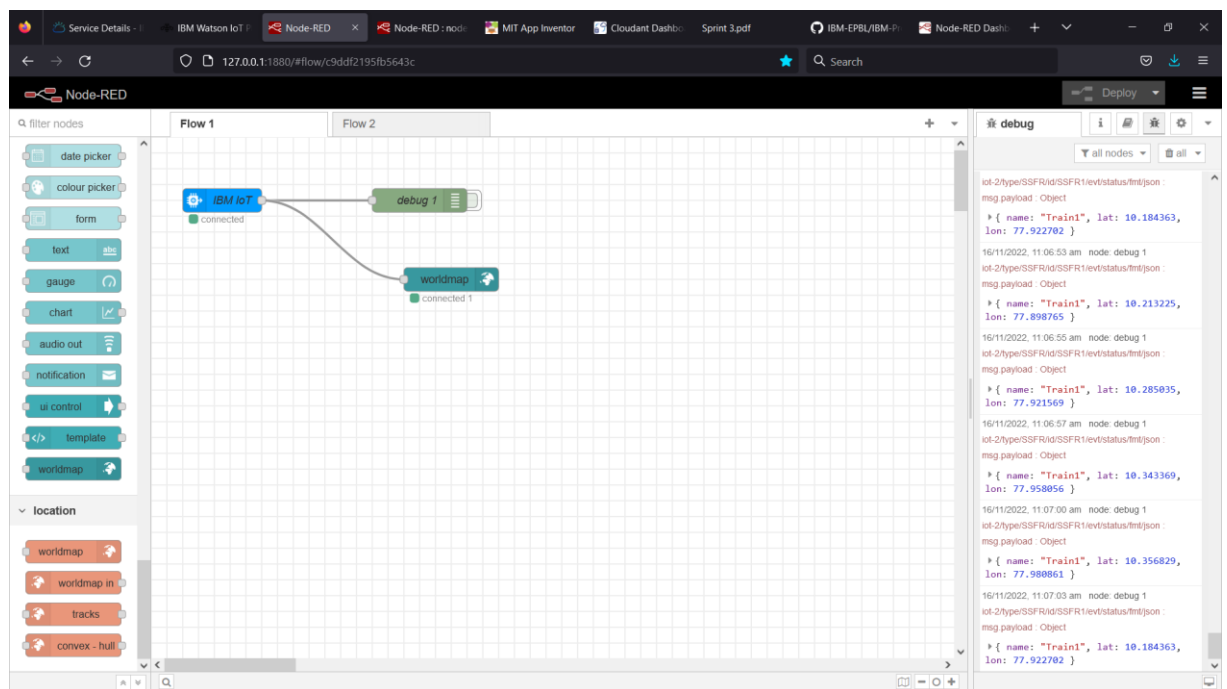 Service Details - I
IBM Watson IoT P
Node-RED
Node-RED : node
MIT App Inventor
Cloudant Dashbo
Sprint 3.pdf
IBM-EPBL/IBM-Pr
Node-RED Dashb
127.0.0.1:1880/#flow/c9ddf2195fb5643c
Search
Node-RED
Deploy
filter nodes
Flow 1
Flow 2
debug
i
all nodes
all
date picker
colour picker
form
text
abc
gauge
chart
audio out
notification
ui control
</>
template
worldmap
location
worldmap
worldmap in
tracks
convex - hull
IBM IoT
connected
debug 1
worldmap
connected 1
iot-2/type/SSFR/id/SSFR1/evt/status/fmt/json :
msg.payload : Object
{ name: "Train1", lat: 10.184363,
lon: 77.922702 }
16/11/2022, 11:06:53 am node: debug 1
iot-2/type/SSFR/id/SSFR1/evt/status/fmt/json :
msg.payload : Object
{ name: "Train1", lat: 10.213225,
lon: 77.898765 }
16/11/2022, 11:06:55 am node: debug 1
iot-2/type/SSFR/id/SSFR1/evt/status/fmt/json :
msg.payload : Object
{ name: "Train1", lat: 10.285035,
lon: 77.921569 }
16/11/2022, 11:06:57 am node: debug 1
iot-2/type/SSFR/id/SSFR1/evt/status/fmt/json :
msg.payload : Object
{ name: "Train1", lat: 10.343369,
lon: 77.958056 }
16/11/2022, 11:07:00 am node: debug 1
iot-2/type/SSFR/id/SSFR1/evt/status/fmt/json :
msg.payload : Object
{ name: "Train1", lat: 10.356829,
lon: 77.980861 }
16/11/2022, 11:07:03 am node: debug 1
iot-2/type/SSFR/id/SSFR1/evt/status/fmt/json :
msg.payload : Object
{ name: "Train1", lat: 10.184363,
lon: 77.922702 }